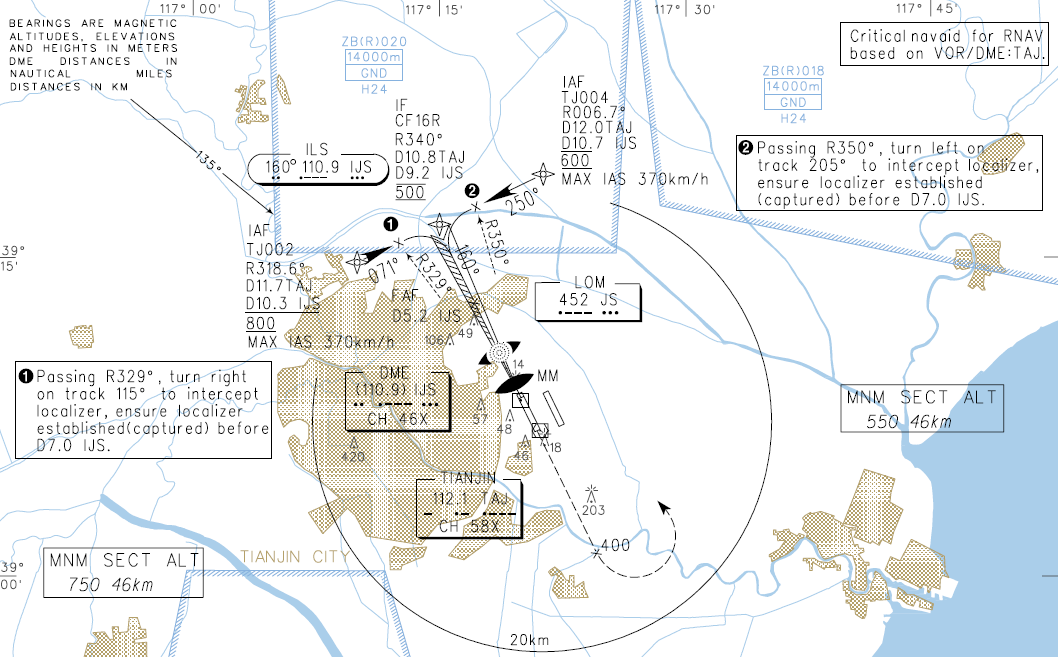 117° 00'
117° 15'
117° 30'
117° 45'
BEARINGS ARE MAGNETIC
ALTITUDES, ELEVATIONS
AND HEIGHTS IN METERS
DME DISTANCES IN
NAUTICAL MILES
DISTANCES IN KM
135°
ZB(R)020
14000m
GND
H24
ZB(R)018
14000m
GND
H24
Critical navaid for RNAV
based on VOR/DME:TAJ.
IF
CF16R
R340°
D10.8TAJ
D9.2 IJS
500
IAF
TJ004
R006.7°
D12.0TAJ
D10.7 IJS
600
MAX IAS 370km/h
ILS
160° 110.9 IJS
.. .---- ...
2 Passing R350°, turn left on
track 205° to intercept localizer,
ensure localizer established
(captured) before D7.0 IJS.
2
250°
1
071°
R329°
160°
R350°
39°
15'
IAF
TJ002
R318.6°
D11.7TAJ
D10.3 IJS
800
MAX IAS 370km/h
FAF
D5.2 IJS
49
106
LOM
452 JS
.---- ...
14
MM
1 Passing R329°, turn right
on track 115° to intercept
localizer, ensure localizer
established(captured) before
D7.0 IJS.
DME
(110.9) IJS
.. .---- ...
CH 46X
57
48
46
18
420
MNM SECT ALT
550 46km
TIANJIN
112.1 TAJ
- .- .----
CH 58X
203
400
39°
00'
MNM SECT ALT
750 46km
TIANJIN CITY
20km